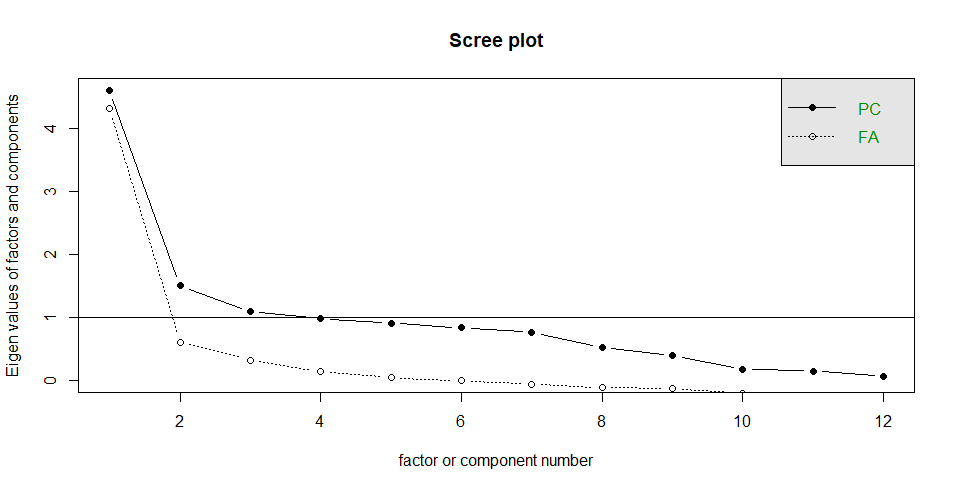 Scree plot
PC
FA
Eigen values of factors and components
4
3
2
1
0
2 4 6 8 10 12
factor or component number